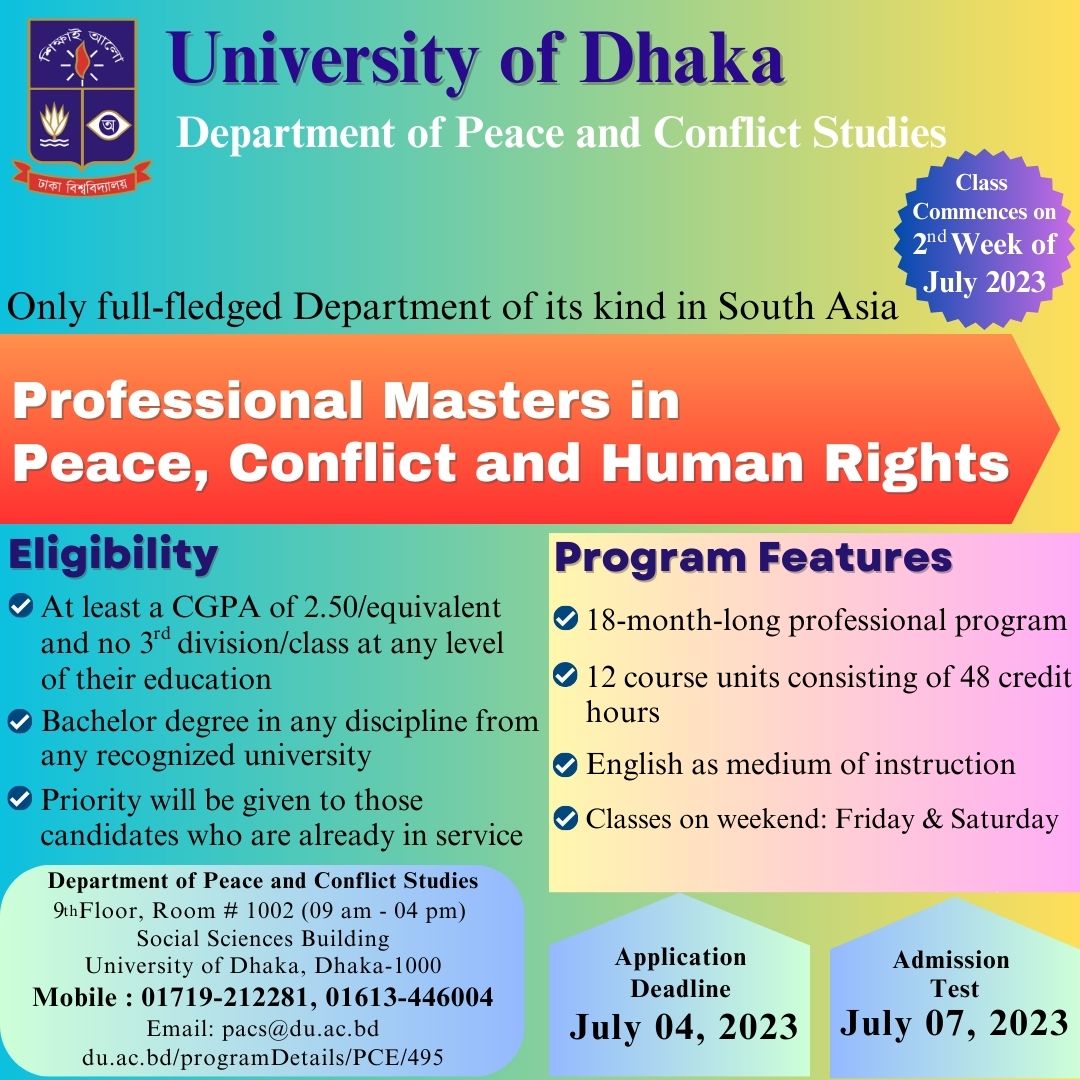 শিক্ষাই আলো
অ
ঢাকা বিশ্ববিদ্যালয়
University of Dhaka
Department of Peace and Conflict Studies
Class
Commences on
2nd Week of
July 2023
Only full-fledged Department of its kind in South Asia
Professional Masters in
Peace, Conflict and Human Rights
Eligibility
At least a CGPA of 2.50/equivalent
and no 3rd division/class at any level
of their education
Bachelor degree in any discipline from
any recognized university
Priority will be given to those
candidates who are already in service
Program Features
18-month-long professional program
12 course units consisting of 48 credit
hours
English as medium of instruction
Classes on weekend: Friday & Saturday
Department of Peace and Conflict Studies
9thFloor, Room # 1002 (09 am - 04 pm)
Social Sciences Building
University of Dhaka, Dhaka-1000
Mobile : 01719-212281, 01613-446004
Email: pacs@du.ac.bd
du.ac.bd/programDetails/PCE/495
Application
Deadline
July 04, 2023
Admission
Test
July 07, 2023